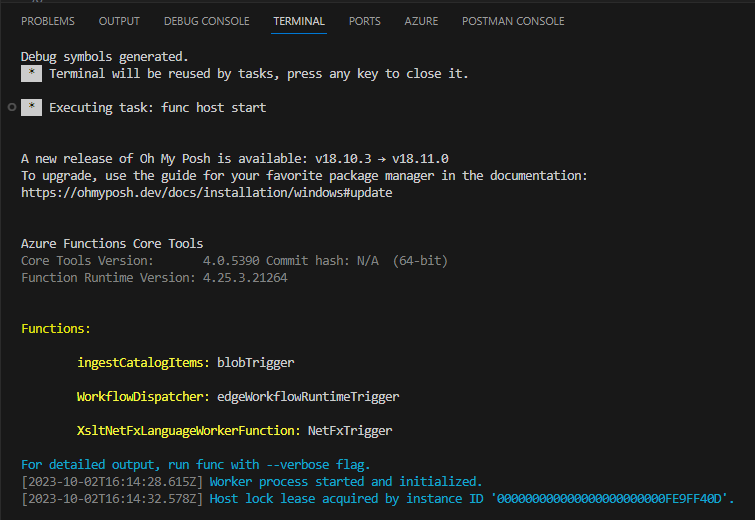 PROBLEMS OUTPUT DEBUG CONSOLE TERMINAL PORTS AZURE POSTMAN CONSOLE
Debug symbols generated.
* Terminal will be reused by tasks, press any key to close it.
* Executing task: func host start
A new release of Oh My Posh is available: v18.10.3 → v18.11.0
To upgrade, use the guide for your favorite package manager in the documentation:
https://ohmyposh.dev/docs/installation/windows#update
Azure Functions Core Tools
Core Tools Version: 4.0.5390 Commit hash: N/A (64-bit)
Function Runtime Version: 4.25.3.21264
Functions:
ingestCatalogItems: blobTrigger
WorkflowDispatcher: edgeWorkflowRuntimeTrigger
XsltNetFxLanguageWorkerFunction: NetFxTrigger
For detailed output, run func with --verbose flag.
[2023-10-02T16:14:28.615Z] Worker process started and initialized.
[2023-10-02T16:14:32.578Z] Host lock lease acquired by instance ID '000000000000000000000000FE9FF40D'.